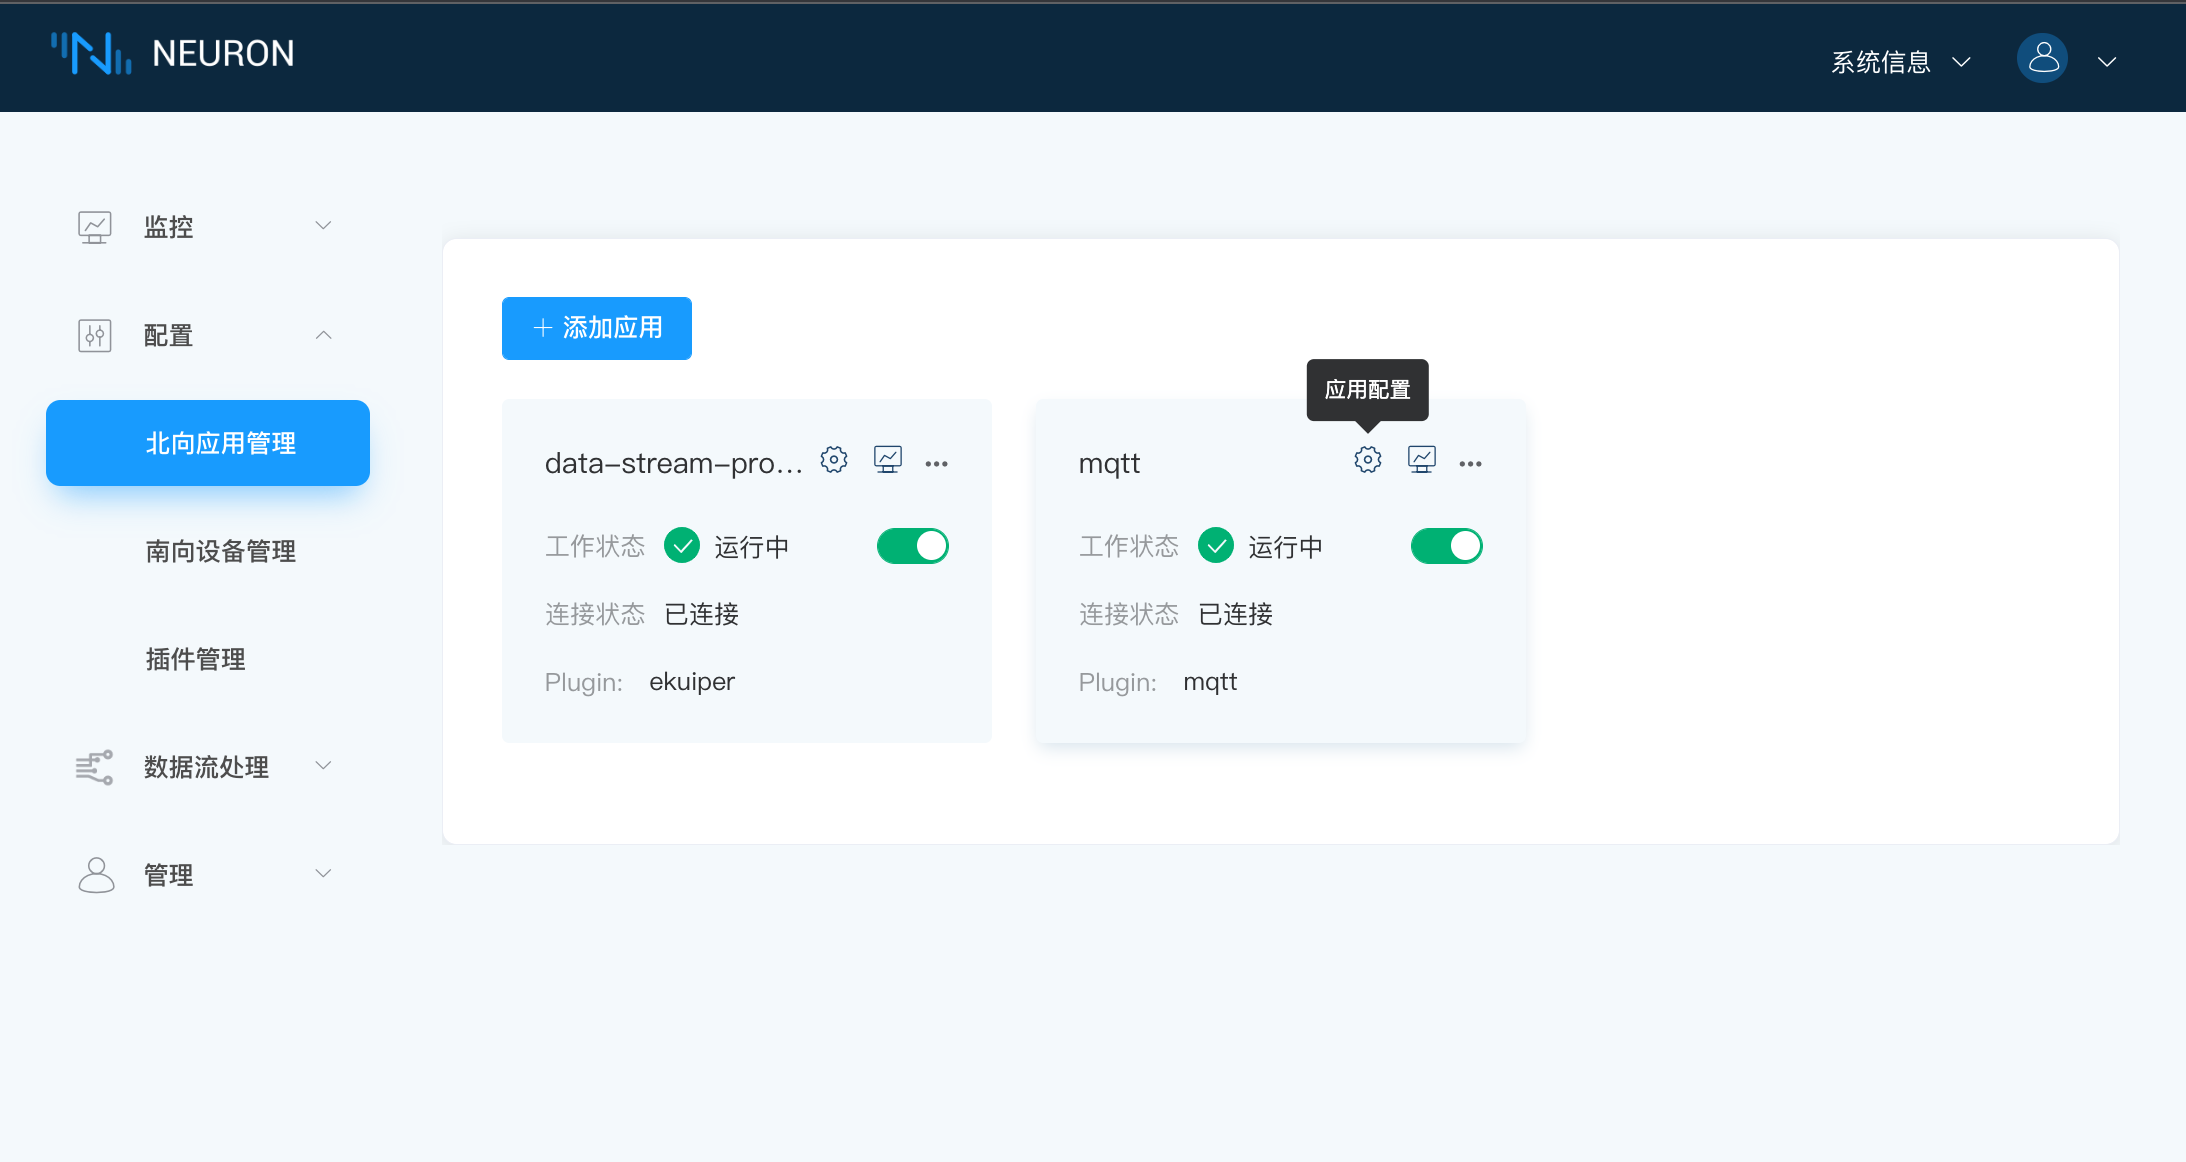 NEURON
系统信息
监控
配置
北向应用管理
南向设备管理
插件管理
数据流处理
管理
添加应用
应用配置
data-stream-pro...
工作状态 运行中
连接状态 已连接
Plugin: ekuiper
mqtt
工作状态 运行中
连接状态 已连接
Plugin: mqtt